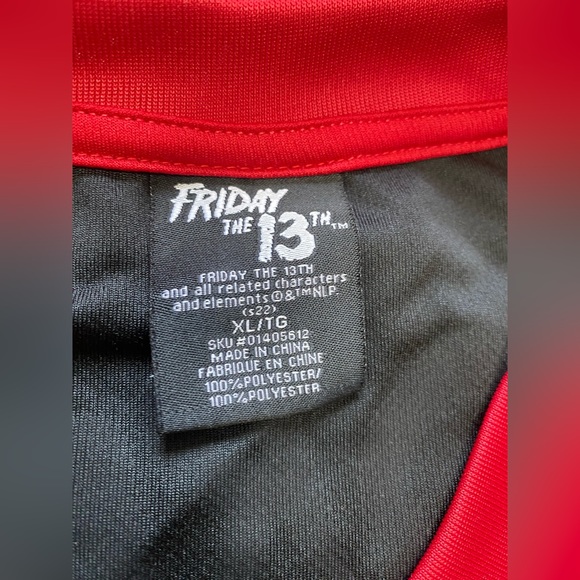 FRIDAY
THE 13TH™
FRIDAY THE 13TH
and all related characters
and elements ©&™NLP.
(s22)
XL/TG
SKU #01405612
MADE IN CHINA
FABRIQUE EN CHINE
100%POLYESTER/
100%POLYESTER